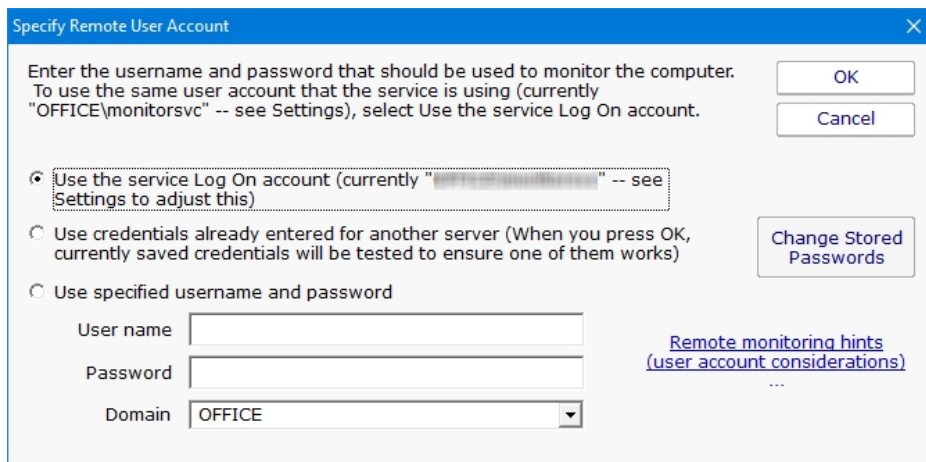 Specify Remote User Account
Enter the username and password that should be used to monitor the computer.
To use the same user account that the service is using (currently
"OFFICE\monitorsvc" -- see Settings), select Use the service Log On account.
OK
Cancel
Use the service Log On account (currently "" -- see
Settings to adjust this)
Use credentials already entered for another server (When you press OK,
currently saved credentials will be tested to ensure one of them works)
Change Stored
Passwords
Use specified username and password
User name
Password
Domain
OFFICE
Remote monitoring hints
(user account considerations)
...